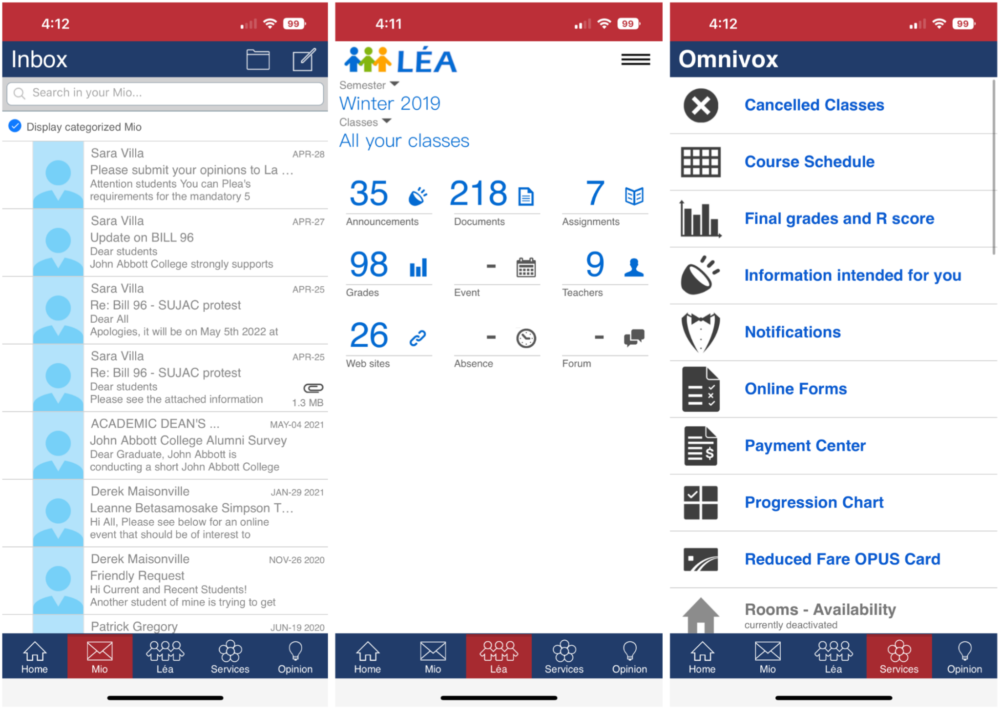 4:12
99
Inbox
Search in your Mio...
Display categorized Mio
Sara Villa
APR-28
Please submit your opinions to La ...
Attention students You can Plea's
requirements for the mandatory 5
Sara Villa
APR-27
Update on BILL 96
Dear students
John Abbott College strongly supports
Sara Villa
APR-25
Re: Bill 96 - SUJAC protest
Dear All
Apologies, it will be on May 5th 2022 at
Sara Villa
APR-25
Re: Bill 96 - SUJAC protest
Dear students
Please see the attached information
1.3 MB
ACADEMIC DEAN'S ...
MAY-04 2021
John Abbott College Alumni Survey
Dear Graduate, John Abbott is
conducting a short John Abbott College
Derek Maisonville
JAN-29 2021
Leanne Betasamosake Simpson T...
Hi All, Please see below for an online
event that should be of interest to
Derek Maisonville
NOV-26 2020
Friendly Request
Hi Current and Recent Students!
Another student of mine is trying to get
Patrick Gregory
JUN-19 2020
Home
Mio
Léa
Services
Opinion
4:11
99
LÉA
Semester
Winter 2019
Classes
All your classes
35
Announcements
218
Documents
7
Assignments
98
Grades
-
Event
9
Teachers
26
Web sites
-
Absence
-
Forum
Home
Mio
Léa
Services
Opinion
4:12
99
Omnivox
Cancelled Classes
Course Schedule
Final grades and R score
Information intended for you
Notifications
Online Forms
Payment Center
Progression Chart
Reduced Fare OPUS Card
Rooms - Availability
currently deactivated
Home
Mio
Léa
Services
Opinion